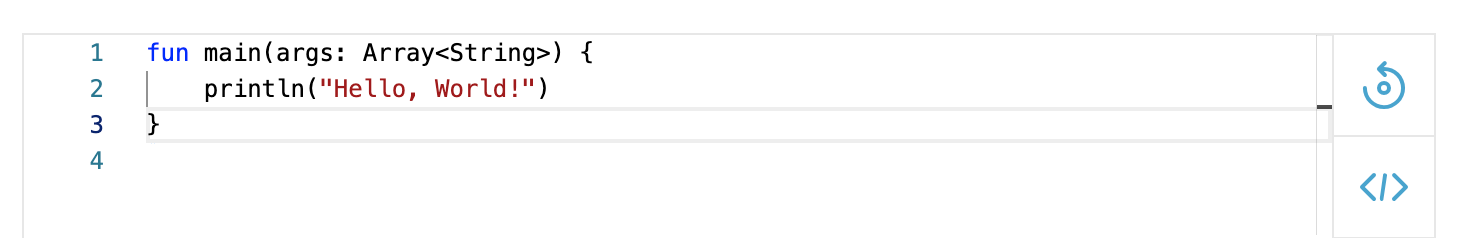 1 fun main(args: Array<String>) {
2     println("Hello, World!")
3 }
4